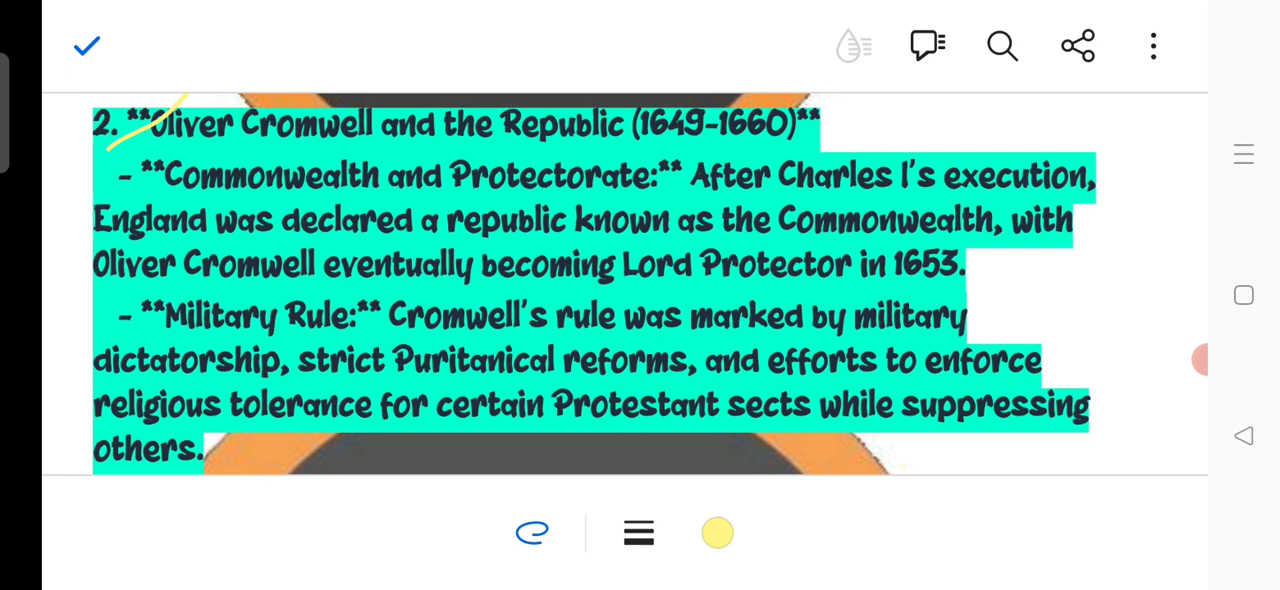 2. **Oliver Cromwell and the Republic (1649-1660)**
- **Commonwealth and Protectorate:** After Charles I's execution,
England was declared a republic known as the Commonwealth, with
Oliver Cromwell eventually becoming Lord Protector in 1653.
- **Military Rule:** Cromwell's rule was marked by military
dictatorship, strict Puritanical reforms, and efforts to enforce
religious tolerance for certain Protestant sects while suppressing
others.